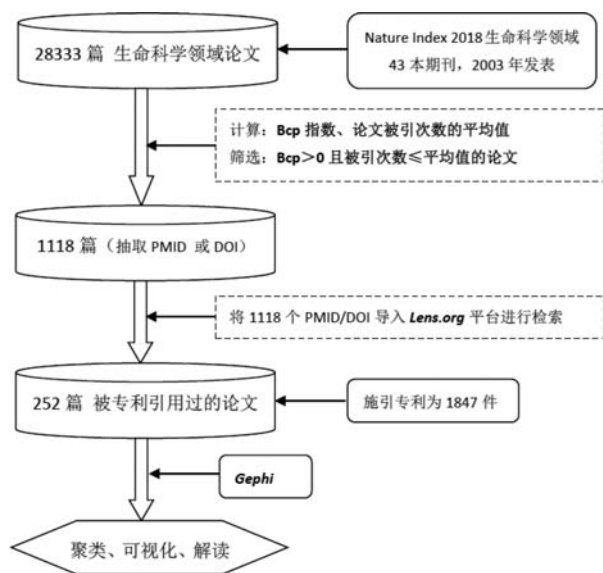 28333 篇 生命科学领域论文
Nature Index 2018 生命科学领域
43 本期刊，2003 年发表
计算：Bcp 指数、论文被引次数的平均值
筛选：Bcp＞0 且被引次数≤平均值的论文
1118 篇（抽取 PMID 或 DOI）
将 1118 个 PMID/DOI 导入 Lens.org 平台进行检索
252 篇 被专利引用过的论文
施引专利为 1847 件
Gephi
聚类、可视化、解读